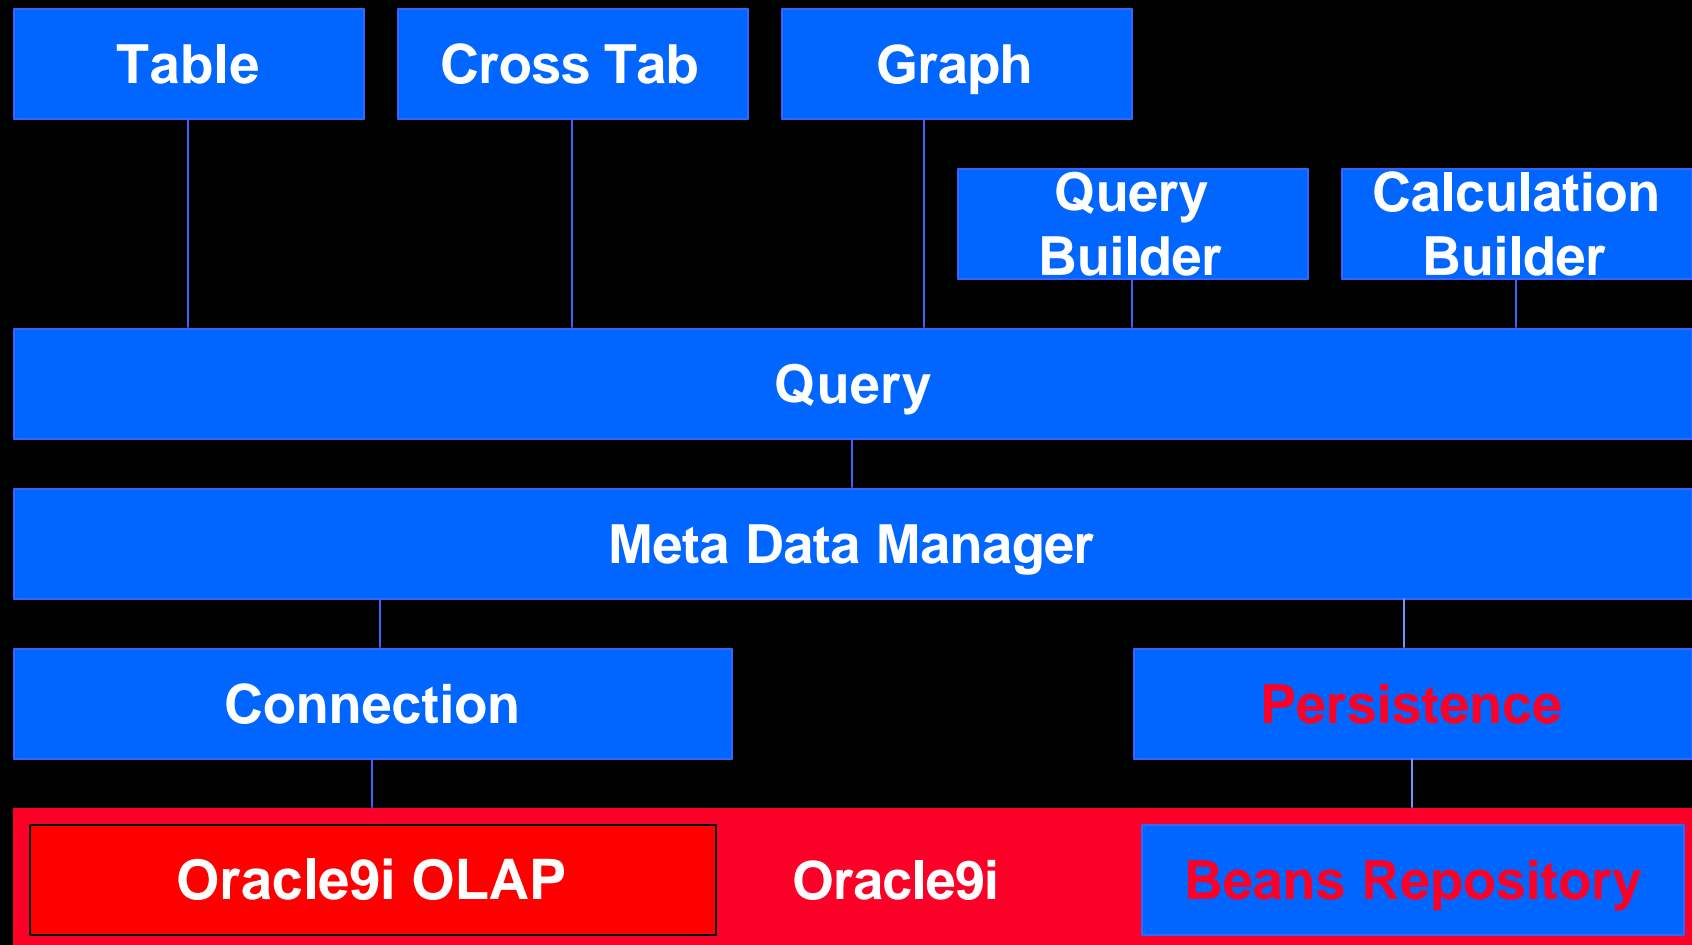 Table
Cross Tab
Graph
Query
Builder
Calculation
Builder
Query
Meta Data Manager
Connection
Persistence
Oracle9i OLAP
Oracle9i
Beans Repository